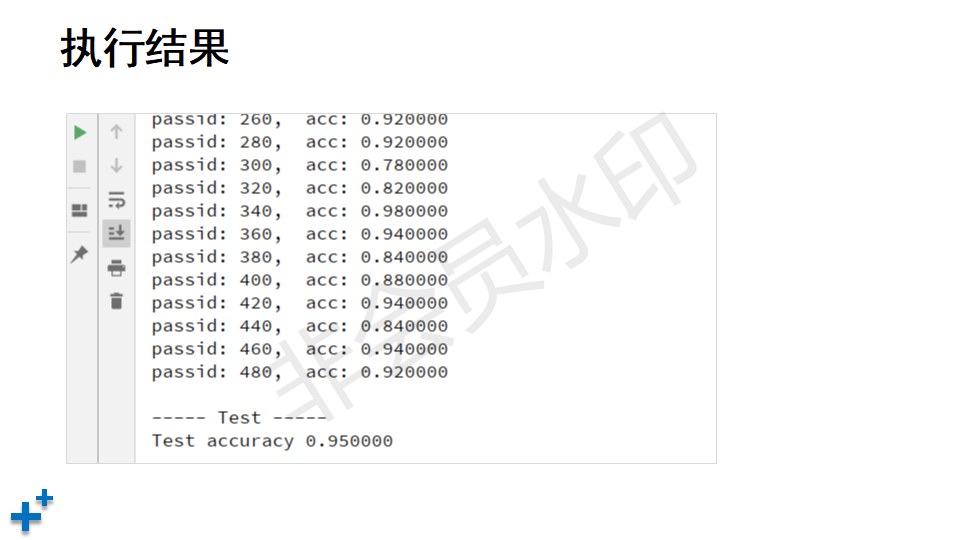 执行结果
passid: 260,  acc: 0.920000
passid: 280,  acc: 0.920000
passid: 300,  acc: 0.780000
passid: 320,  acc: 0.820000
passid: 340,  acc: 0.980000
passid: 360,  acc: 0.940000
passid: 380,  acc: 0.840000
passid: 400,  acc: 0.880000
passid: 420,  acc: 0.940000
passid: 440,  acc: 0.840000
passid: 460,  acc: 0.940000
passid: 480,  acc: 0.920000
----- Test -----
Test accuracy 0.950000
非会员水印